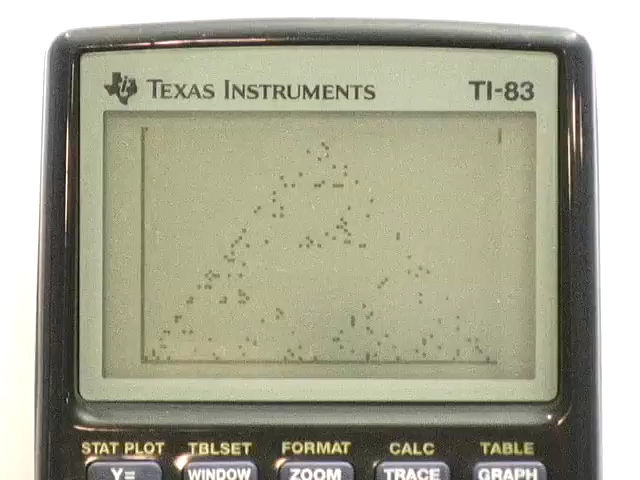 TEXAS INSTRUMENTS TI-83
STAT PLOT TBLSET FORMAT CALC TABLE
Y= WINDOW ZOOM TRACE GRAPH